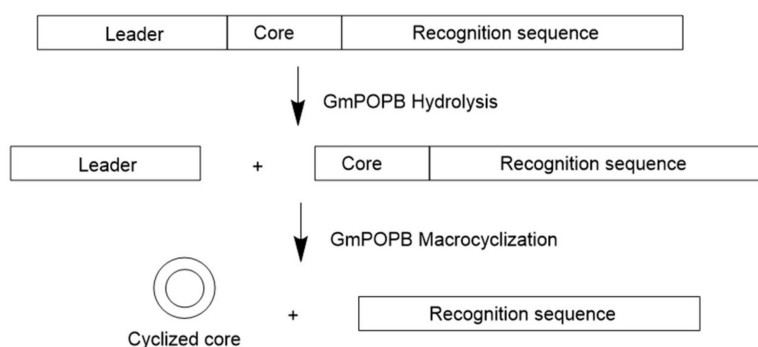 Leader Core Recognition sequence
GmPOPB Hydrolysis
Leader + Core Recognition sequence
GmPOPB Macrocyclization
+ Recognition sequence
Cyclized core